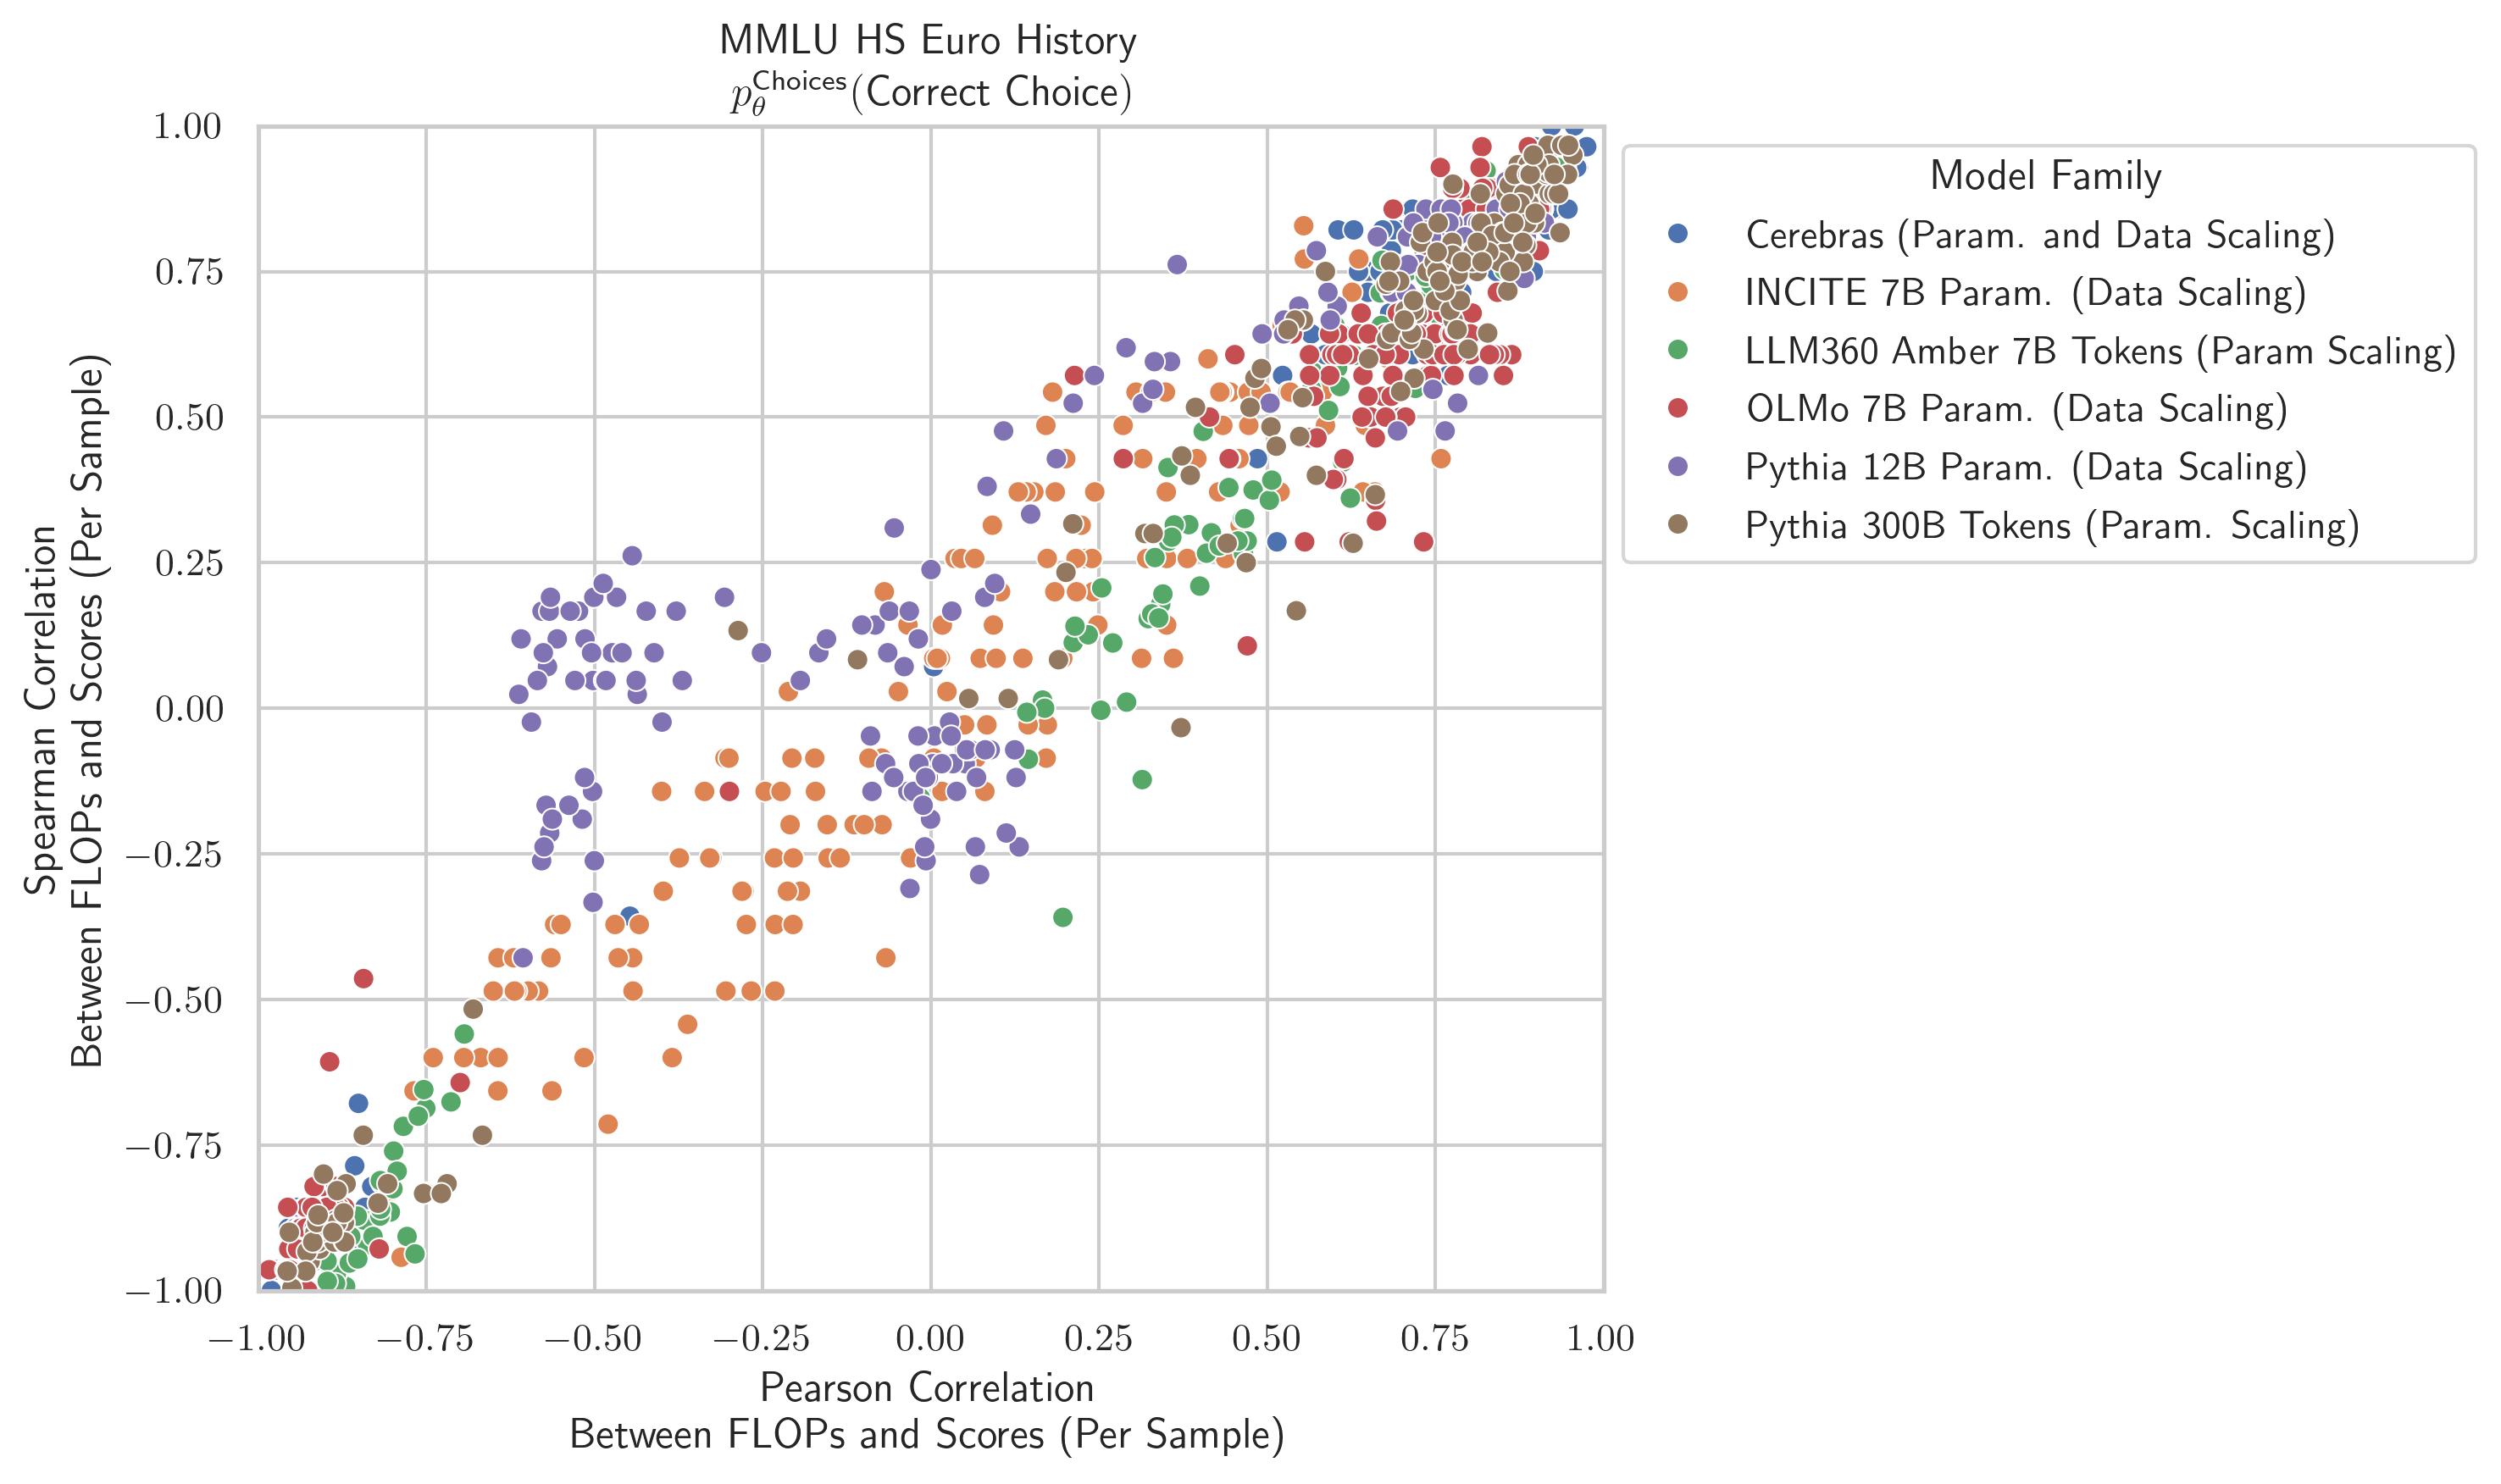 MMLU HS Euro History
p_θ^Choices(Correct Choice)
1.00
0.75
0.50
0.25
0.00
−0.25
−0.50
−0.75
−1.00
Spearman Correlation
Between FLOPs and Scores (Per Sample)
−1.00 −0.75 −0.50 −0.25 0.00 0.25 0.50 0.75 1.00
Pearson Correlation
Between FLOPs and Scores (Per Sample)
Model Family
Cerebras (Param. and Data Scaling)
INCITE 7B Param. (Data Scaling)
LLM360 Amber 7B Tokens (Param Scaling)
OLMo 7B Param. (Data Scaling)
Pythia 12B Param. (Data Scaling)
Pythia 300B Tokens (Param. Scaling)